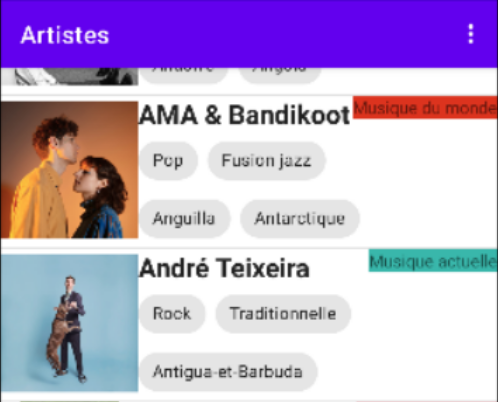 Artistes
Andorre Angola
AMA & Bandikoot Musique du monde
Pop Fusion jazz
Anguilla Antarctique
André Teixeira Musique actuelle
Rock Traditionnelle
Antigua-et-Barbuda